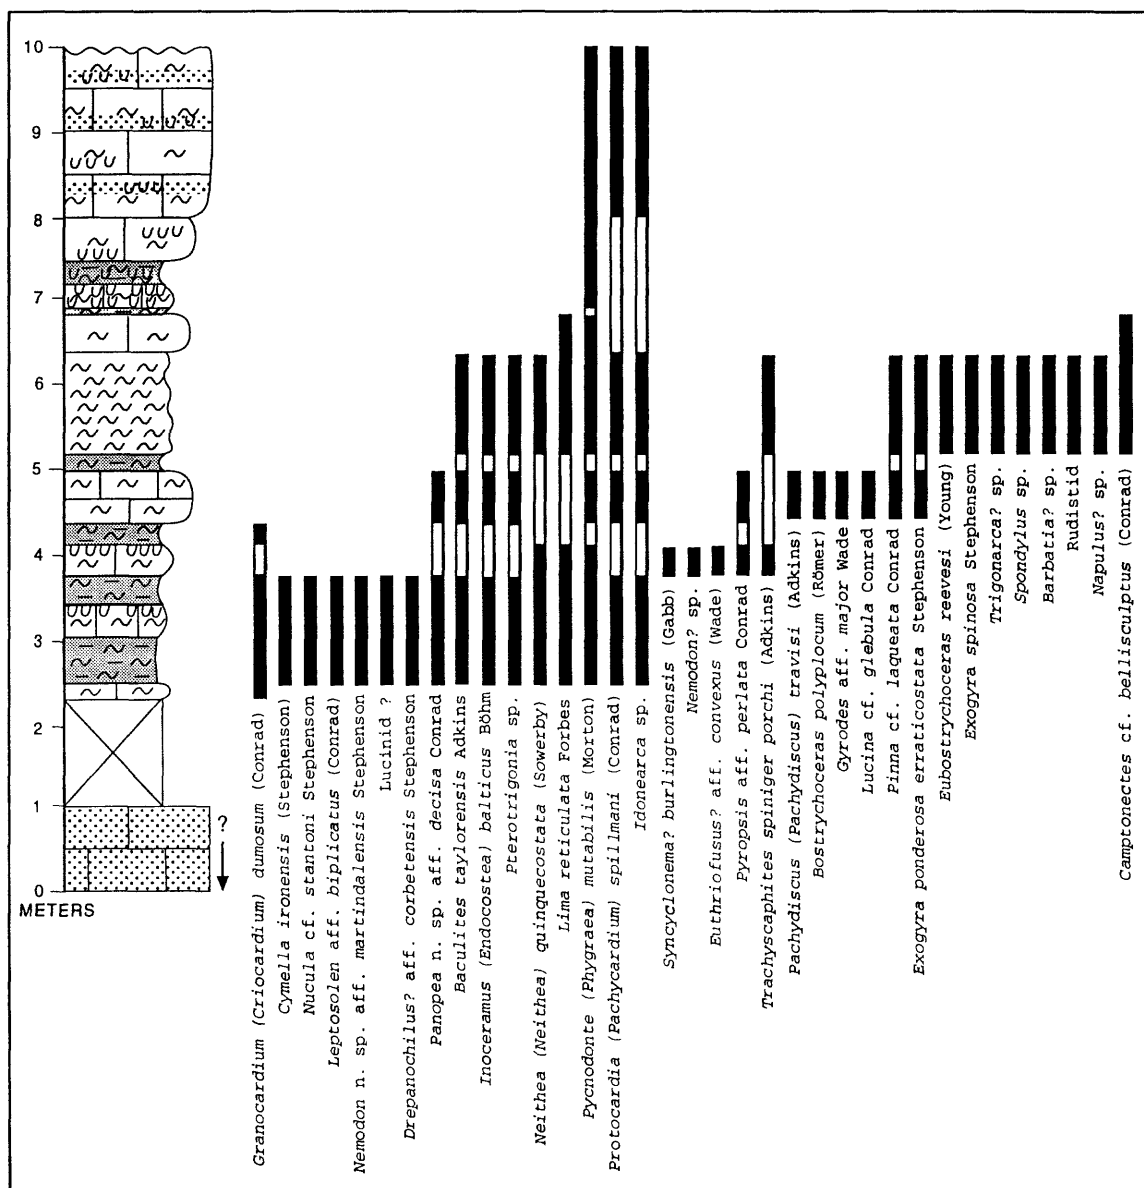 10
9
8
7
6
5
4
3
2
1
0
METERS
?
Granocardium (Criocardium) dumosum (Conrad)
Cymella ironensis (Stephenson)
Nucula cf. stantoni Stephenson
Leptosolen aff. biplicatus (Conrad)
Nemodon n. sp. aff. martindalensis Stephenson
Lucinid ?
Drepanochilus? aff. corbetensis Stephenson
Panopea n. sp. aff. decisa Conrad
Baculites taylorensis Adkins
Inoceramus (Endocostea) balticus Böhm
Pterotrigonia sp.
Neithea (Neithea) quinquecostata (Sowerby)
Lima reticulata Forbes
Pycnodonte (Phygraea) mutabilis (Morton)
Protocardia (Pachycardium) spillmani (Conrad)
Idonearca sp.
Syncyclonema? burlingtonensis (Gabb)
Nemodon? sp.
Euthriofusus? aff. convexus (Wade)
Pyropsis aff. perlata Conrad
Trachyscaphites spiniger porchi (Adkins)
Pachydiscus (Pachydiscus) travisi (Adkins)
Bostrychoceras polyplocum (Römer)
Gyrodes aff. major Wade
Lucina cf. glebula Conrad
Pinna cf. laqueata Conrad
Exogyra ponderosa erraticostata Stephenson
Eubostrychoceras reevesi (Young)
Exogyra spinosa Stephenson
Trigonarca? sp.
Spondylus sp.
Barbatia? sp.
Rudistid
Napulus? sp.
Camptonectes cf. bellisculptus (Conrad)